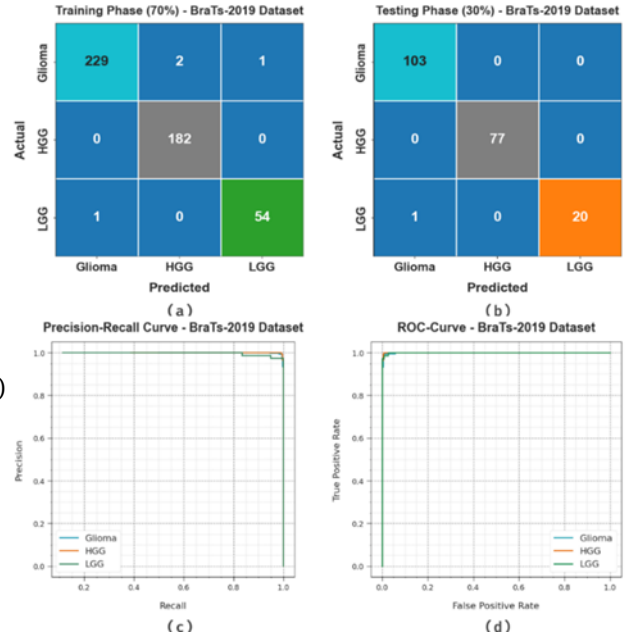 Training Phase (70%) - BraTs-2019 Dataset
Glioma 229 2 1
Actual
HGG 0 182 0
LGG 1 0 54
Glioma HGG LGG
Predicted
(a)
Testing Phase (30%) - BraTs-2019 Dataset
Glioma 103 0 0
Actual
HGG 0 77 0
LGG 1 0 20
Glioma HGG LGG
Predicted
(b)
Precision-Recall Curve - BraTs-2019 Dataset
1.0
0.8
0.6
0.4
0.2
0.0
Precision
Glioma
HGG
LGG
0.2 0.4 0.6 0.8 1.0
Recall
(c)
ROC-Curve - BraTs-2019 Dataset
1.0
0.8
0.6
0.4
0.2
0.0
True Positive Rate
Glioma
HGG
LGG
0.0 0.2 0.4 0.6 0.8 1.0
False Positive Rate
(d)
)